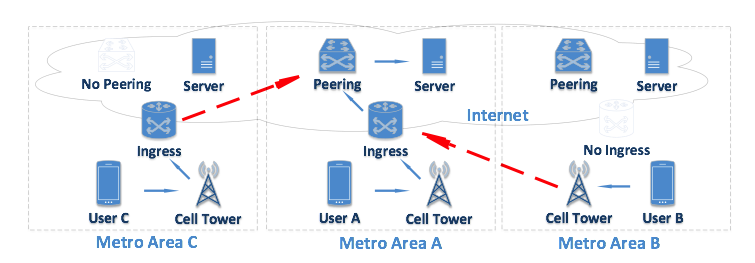 No Peering
Server
Peering
Server
Peering
Server
Internet
Ingress
Ingress
No Ingress
User C
Cell Tower
User A
Cell Tower
Cell Tower
User B
Metro Area C
Metro Area A
Metro Area B